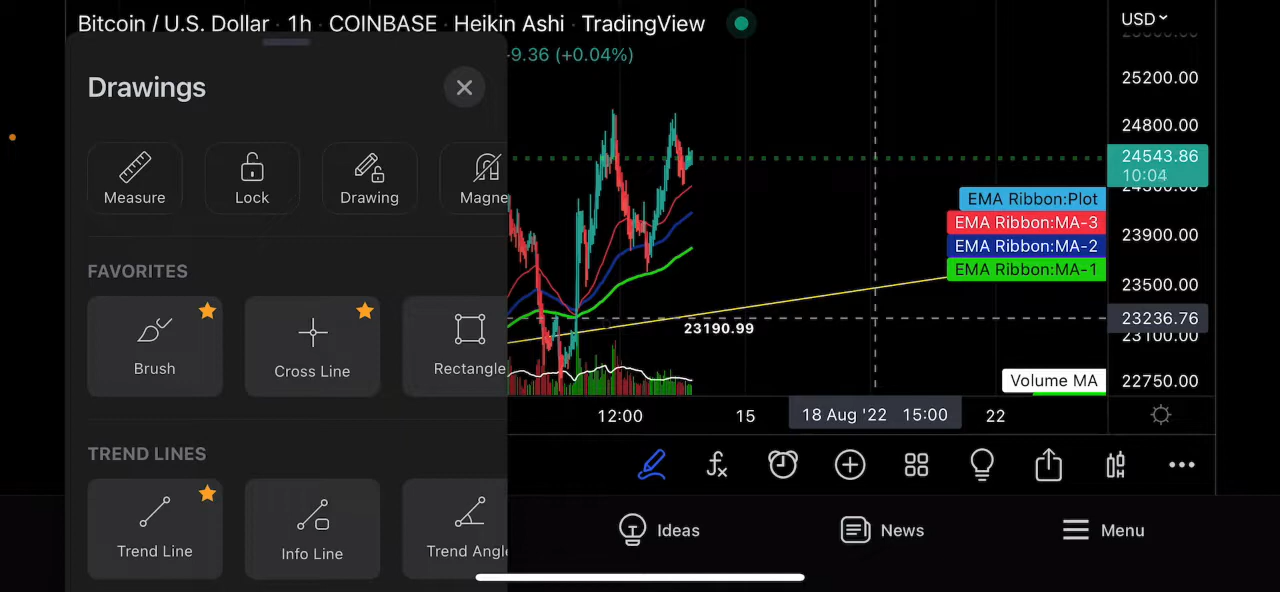 Bitcoin / U.S. Dollar · 1h · COINBASE · Heikin Ashi · TradingView
USD
-9.36 (+0.04%)
Drawings
25200.00
24800.00
24543.86
10:04
Measure
Lock
Drawing
Magne
EMA Ribbon:Plot
EMA Ribbon:MA-3
EMA Ribbon:MA-2
EMA Ribbon:MA-1
23900.00
23500.00
FAVORITES
23190.99
23236.76
23100.00
Brush
Cross Line
Rectangle
Volume MA
22750.00
12:00
15
18 Aug '22 15:00
22
TREND LINES
Trend Line
Info Line
Trend Angl
Ideas
News
Menu